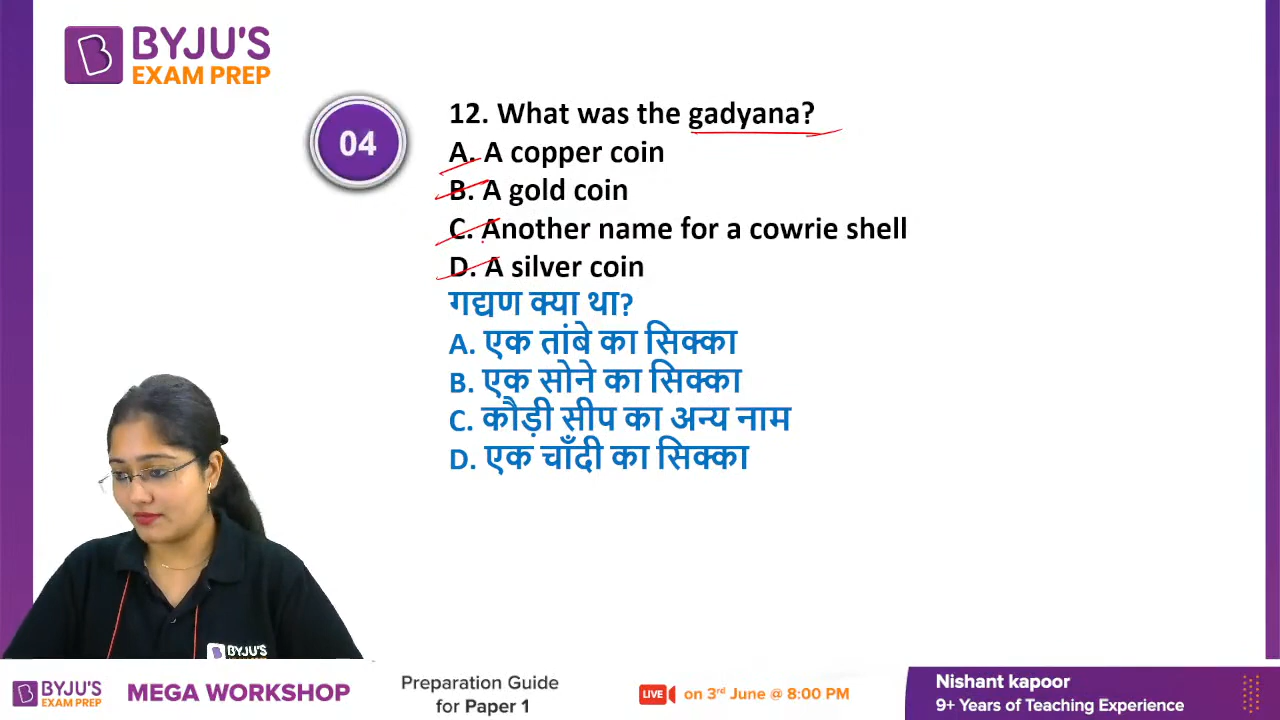 BYJU'S
EXAM PREP
04
12. What was the gadyana?
A. A copper coin
B. A gold coin
C. Another name for a cowrie shell
D. A silver coin
गद्यण क्या था?
A. एक तांबे का सिक्का
B. एक सोने का सिक्का
C. कौड़ी सीप का अन्य नाम
D. एक चाँदी का सिक्का
BYJU'S
EXAM PREP
BYJU'S
EXAM PREP
MEGA WORKSHOP
Preparation Guide
for Paper 1
LIVE on 3rd June @ 8:00 PM
Nishant kapoor
9+ Years of Teaching Experience